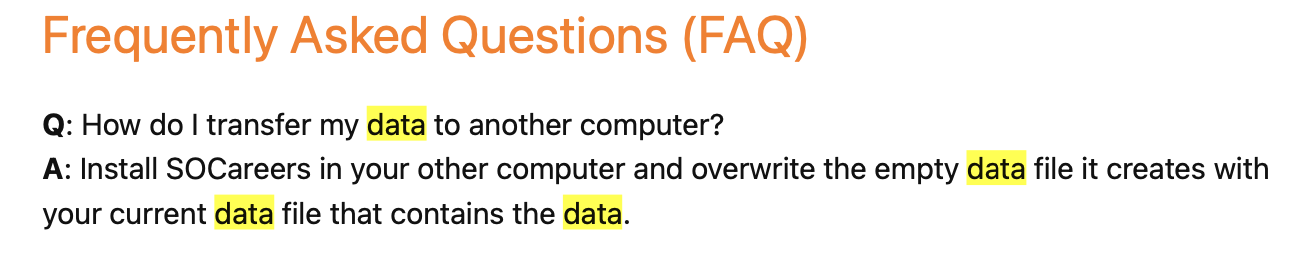 Frequently Asked Questions (FAQ)
Q: How do I transfer my data to another computer?
A: Install SOCareers in your other computer and overwrite the empty data file it creates with
your current data file that contains the data.